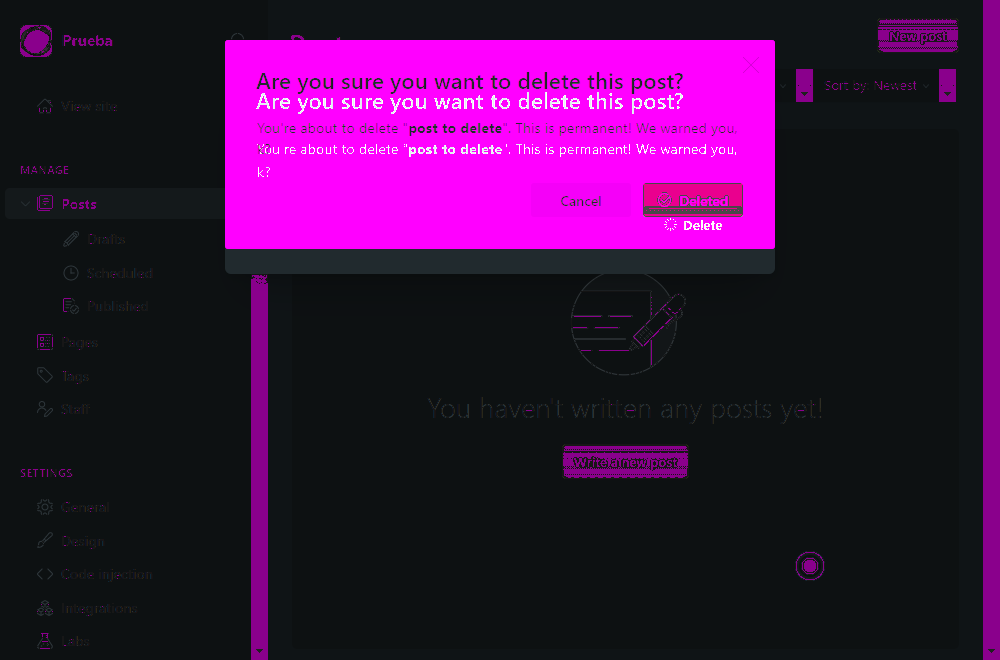 Prueba
New post
View site
Sort by: Newest
Are you sure you want to delete this post?
Are you sure you want to delete this post?
You're about to delete "post to delete". This is permanent! We warned you,
You're about to delete "post to delete". This is permanent! We warned you,
k?
Cancel
Deleted
Delete
MANAGE
Posts
Drafts
Scheduled
Published
Pages
Tags
Staff
You haven't written any posts yet!
Write a new post
SETTINGS
General
Design
Code injection
Integrations
Labs